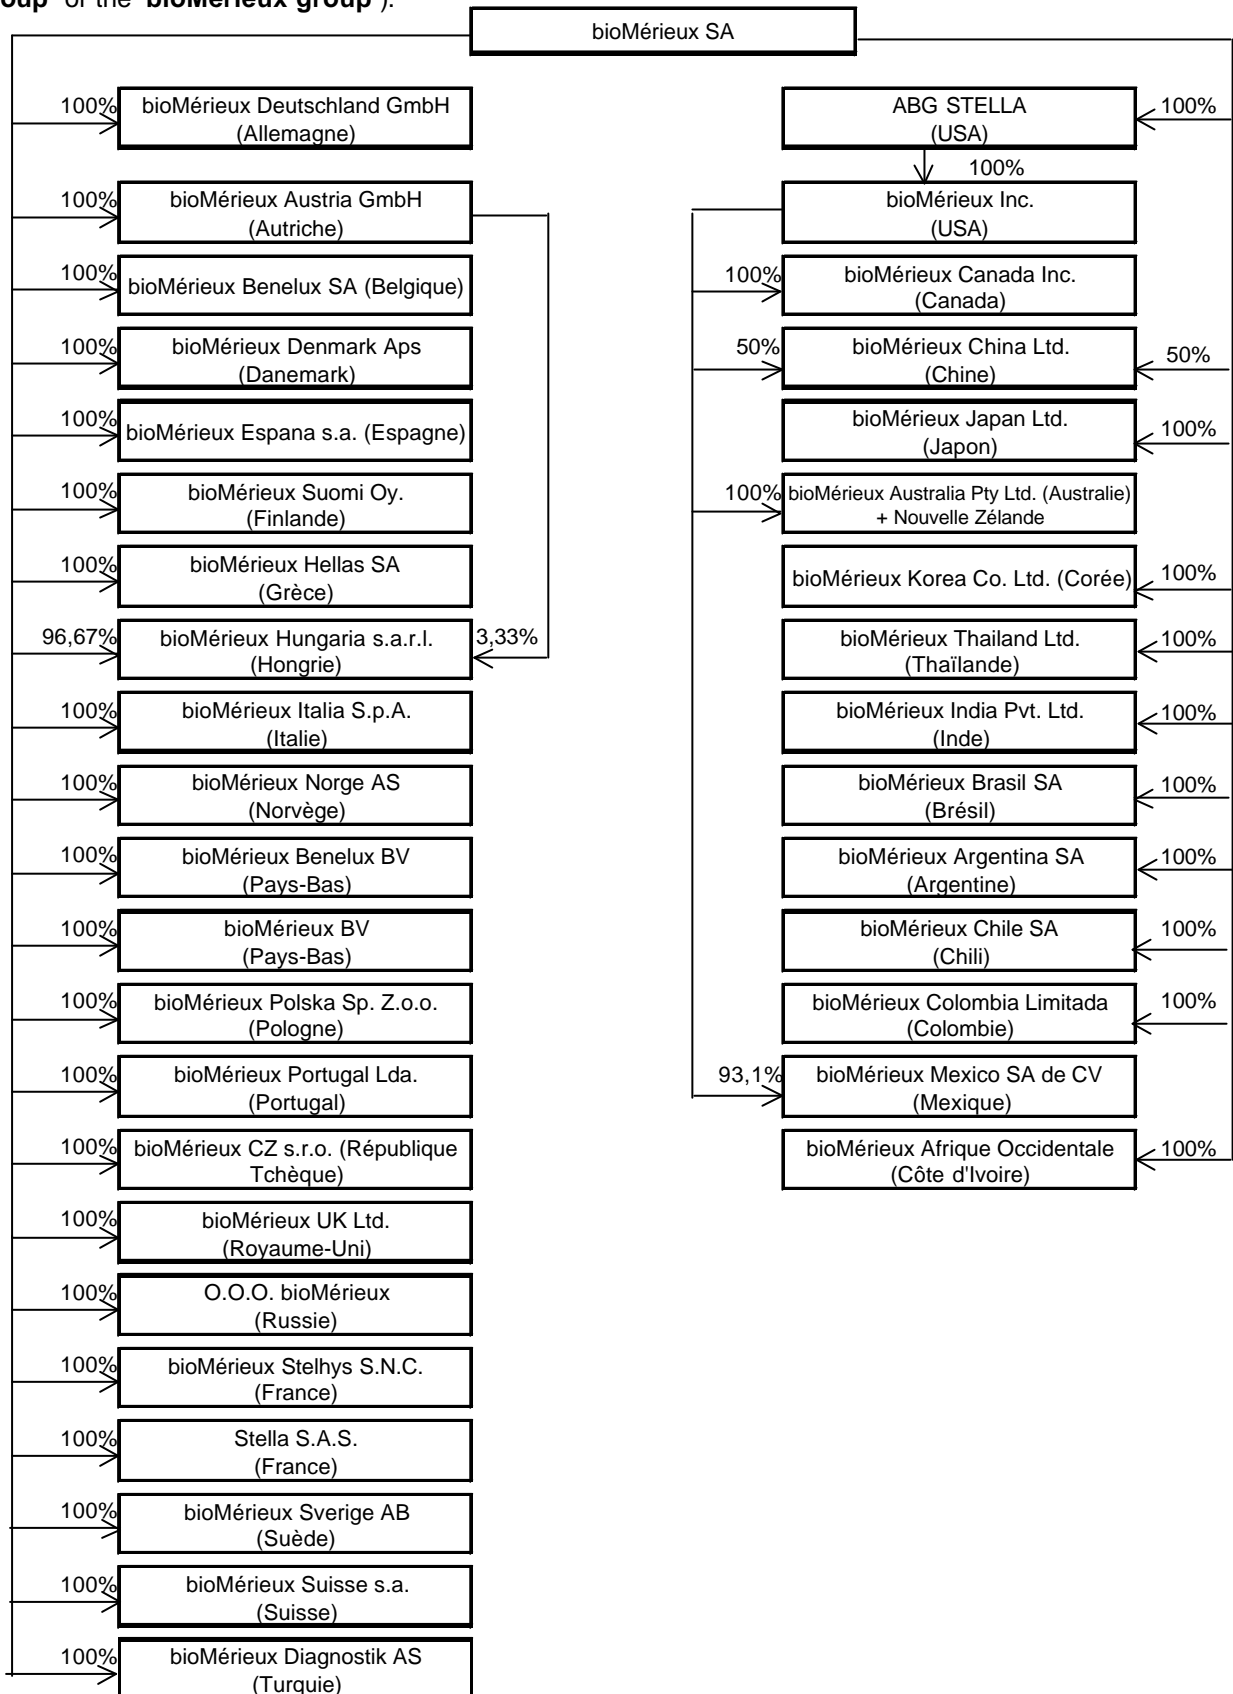 oup" or the "bioMérieux group").
bioMérieux SA
100%
bioMérieux Deutschland GmbH
(Allemagne)
100%
bioMérieux Austria GmbH
(Autriche)
100%
bioMérieux Benelux SA (Belgique)
100%
bioMérieux Denmark Aps
(Danemark)
100%
bioMérieux Espana s.a. (Espagne)
100%
bioMérieux Suomi Oy.
(Finlande)
100%
bioMérieux Hellas SA
(Grèce)
96,67%
bioMérieux Hungaria s.a.r.l.
(Hongrie)
3,33%
100%
bioMérieux Italia S.p.A.
(Italie)
100%
bioMérieux Norge AS
(Norvège)
100%
bioMérieux Benelux BV
(Pays-Bas)
100%
bioMérieux BV
(Pays-Bas)
100%
bioMérieux Polska Sp. Z.o.o.
(Pologne)
100%
bioMérieux Portugal Lda.
(Portugal)
100%
bioMérieux CZ s.r.o. (République
Tchèque)
100%
bioMérieux UK Ltd.
(Royaume-Uni)
100%
O.O.O. bioMérieux
(Russie)
100%
bioMérieux Stelhys S.N.C.
(France)
100%
Stella S.A.S.
(France)
100%
bioMérieux Sverige AB
(Suède)
100%
bioMérieux Suisse s.a.
(Suisse)
100%
bioMérieux Diagnostik AS
(Turquie)
ABG STELLA
(USA)
100%
100%
bioMérieux Inc.
(USA)
100%
bioMérieux Canada Inc.
(Canada)
50%
bioMérieux China Ltd.
(Chine)
50%
bioMérieux Japan Ltd.
(Japon)
100%
100%
bioMérieux Australia Pty Ltd. (Australie)
+ Nouvelle Zélande
bioMérieux Korea Co. Ltd. (Corée)
100%
bioMérieux Thailand Ltd.
(Thaïlande)
100%
bioMérieux India Pvt. Ltd.
(Inde)
100%
bioMérieux Brasil SA
(Brésil)
100%
bioMérieux Argentina SA
(Argentine)
100%
bioMérieux Chile SA
(Chili)
100%
bioMérieux Colombia Limitada
(Colombie)
100%
93,1%
bioMérieux Mexico SA de CV
(Mexique)
bioMérieux Afrique Occidentale
(Côte d'Ivoire)
100%